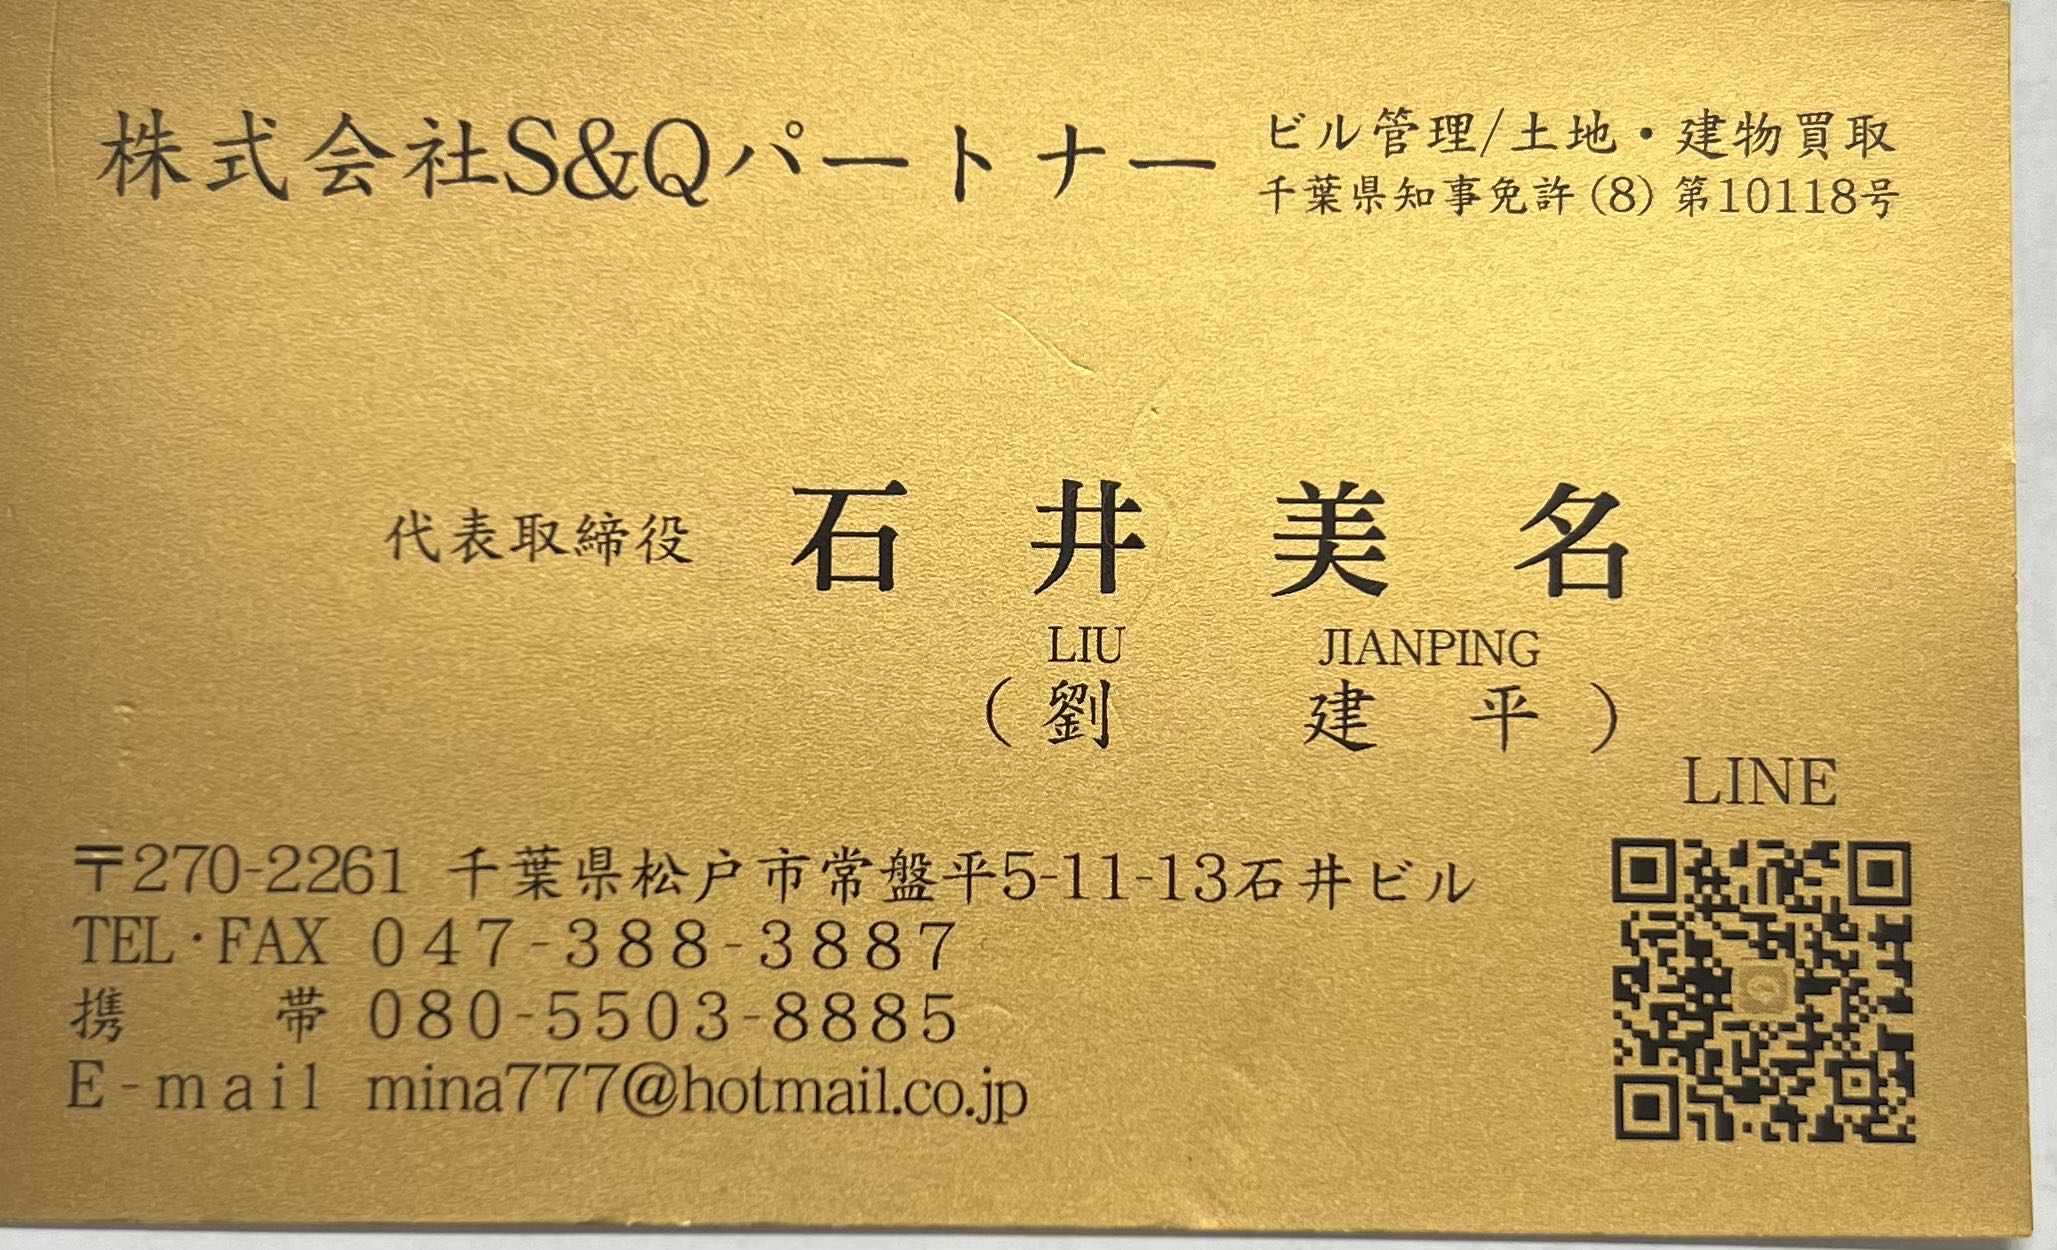 株式会社S&Qパートナー
ビル管理/土地・建物買取
千葉県知事免許(8)第10118号
代表取締役 石井美名
LIU JIANPING
(劉 建平)
LINE
〒270-2261 千葉県松戸市常盤平5-11-13石井ビル
TEL・FAX 047-388-3887
携帯 080-5503-8885
E-mail mina777@hotmail.co.jp